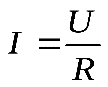 I = U/R